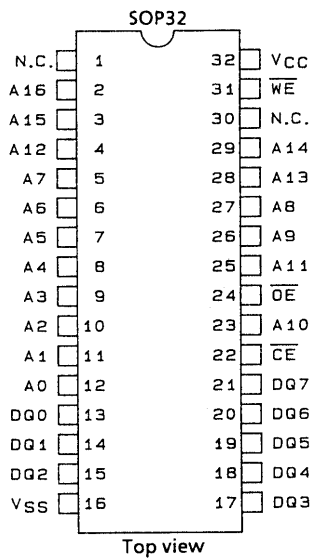 SOP32
N.C. 1 32 VCC
A16 2 31 W̅E̅
A15 3 30 N.C.
A12 4 29 A14
A7 5 28 A13
A6 6 27 A8
A5 7 26 A9
A4 8 25 A11
A3 9 24 O̅E̅
A2 10 23 A10
A1 11 22 C̅E̅
A0 12 21 DQ7
DQ0 13 20 DQ6
DQ1 14 19 DQ5
DQ2 15 18 DQ4
VSS 16 17 DQ3
Top view